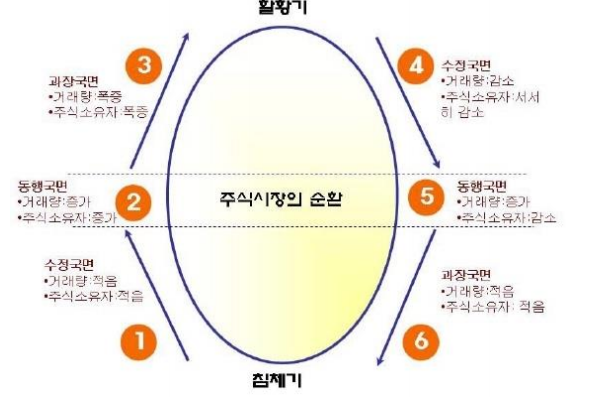 활황기
3
과장국면
•거래량:폭증
•주식소유자:폭증
4
수정국면
•거래량:감소
•주식소유자:서서
히 감소
동행국면
•거래량:증가
•주식소유자:증가
2
주식시장의 순환
5
동행국면
•거래량:증가
•주식소유자:감소
수정국면
•거래량:적음
•주식소유자:적음
1
과장국면
•거래량:적음
•주식소유자: 적음
6
침체기